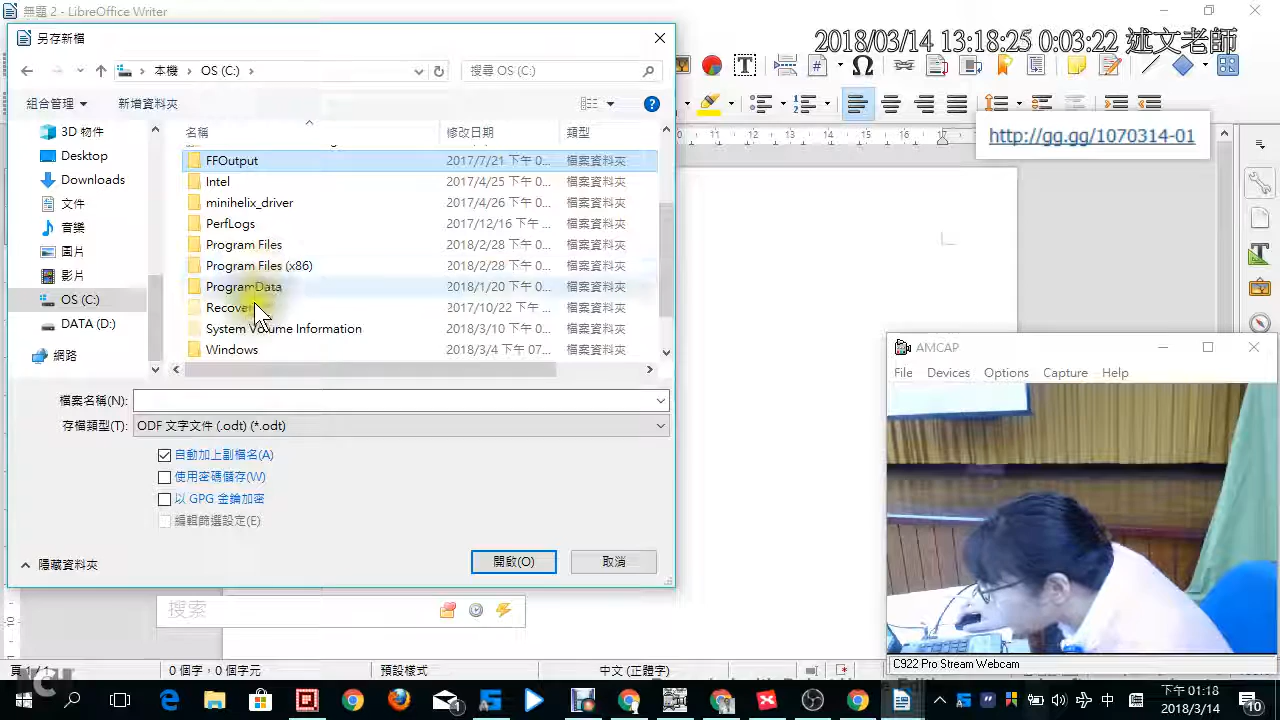 無題 2 - LibreOffice Writer
另存新檔
2018/03/14 13:18:25 0:03:22 述文老師
本機 OS (C:)
搜尋 OS (C:)
組合管理 新增資料夾
http://gg.gg/1070314-01
名稱 修改日期 類型
3D 物件
Desktop
Downloads
文件
音樂
圖片
影片
OS (C:)
DATA (D:)
網路
FFOutput 2017/7/21 下午 0... 檔案資料夾
Intel 2017/4/25 下午 0... 檔案資料夾
minihelix_driver 2017/4/26 下午 0... 檔案資料夾
PerfLogs 2017/12/16 下午 ... 檔案資料夾
Program Files 2018/2/28 下午 0... 檔案資料夾
Program Files (x86) 2018/2/28 下午 0... 檔案資料夾
ProgramData 2018/1/20 下午 0... 檔案資料夾
2017/10/22 下午 ... 檔案資料夾
System Volume Information 2018/3/10 下午 0... 檔案資料夾
Windows 2018/3/4 下午 07... 檔案資料夾
檔案名稱(N):
存檔類型(T): ODF 文字文件 (.odt) (*.odt)
自動加上副檔名(A)
使用密碼儲存(W)
以 GPG 金鑰加密
編輯篩選設定(E)
隱藏資料夾
開啟(O) 取消
搜索
11 12 13 14 15 16 17 18
AMCAP
File Devices Options Capture Help
C922 Pro Stream Webcam
0 個字, 0 個字元 預設樣式 中文 (正體字)
中
下午 01:18
2018/3/14
10